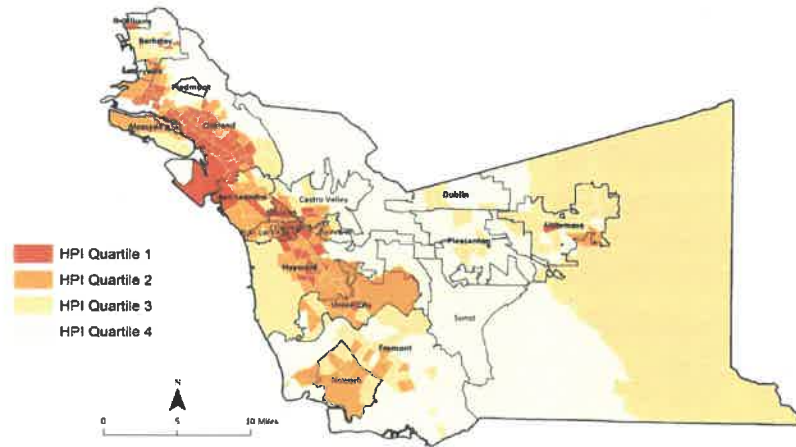 Berkeley
Piedmont
Oakland
Castro Valley
Dublin
Livermore
Pleasanton
Hayward
Union City
Sunol
Fremont
Newark
HPI Quartile 1
HPI Quartile 2
HPI Quartile 3
HPI Quartile 4
N
0 5 10 Miles